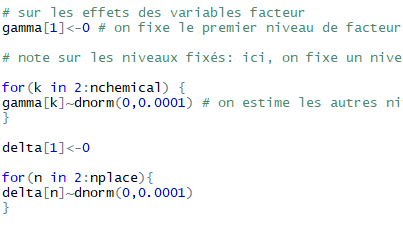 # sur les effets des variables facteur
gamma[1]<-0 # on fixe le premier niveau de facteur
# note sur les niveaux fixés: ici, on fixe un
for(k in 2:nchemical) {
gamma[k]~dnorm(0,0.0001) # on estime les autres
}
delta[1]<-0
for(n in 2:nplace){
delta[n]~dnorm(0,0.0001)
}